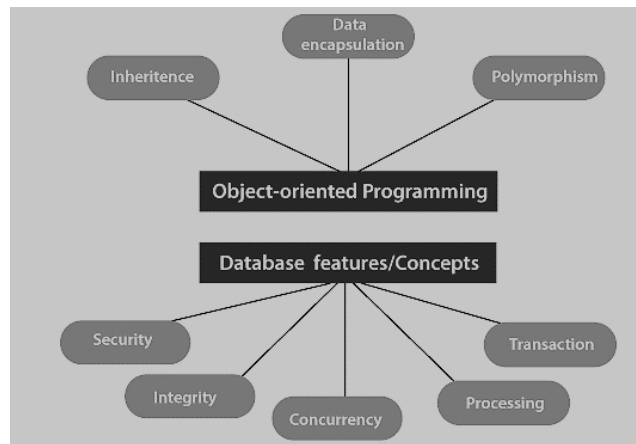 Data
encapsulation
Inheritence
Polymorphism
Object-oriented Programming
Database features/Concepts
Security
Transaction
Integrity
Processing
Concurrency